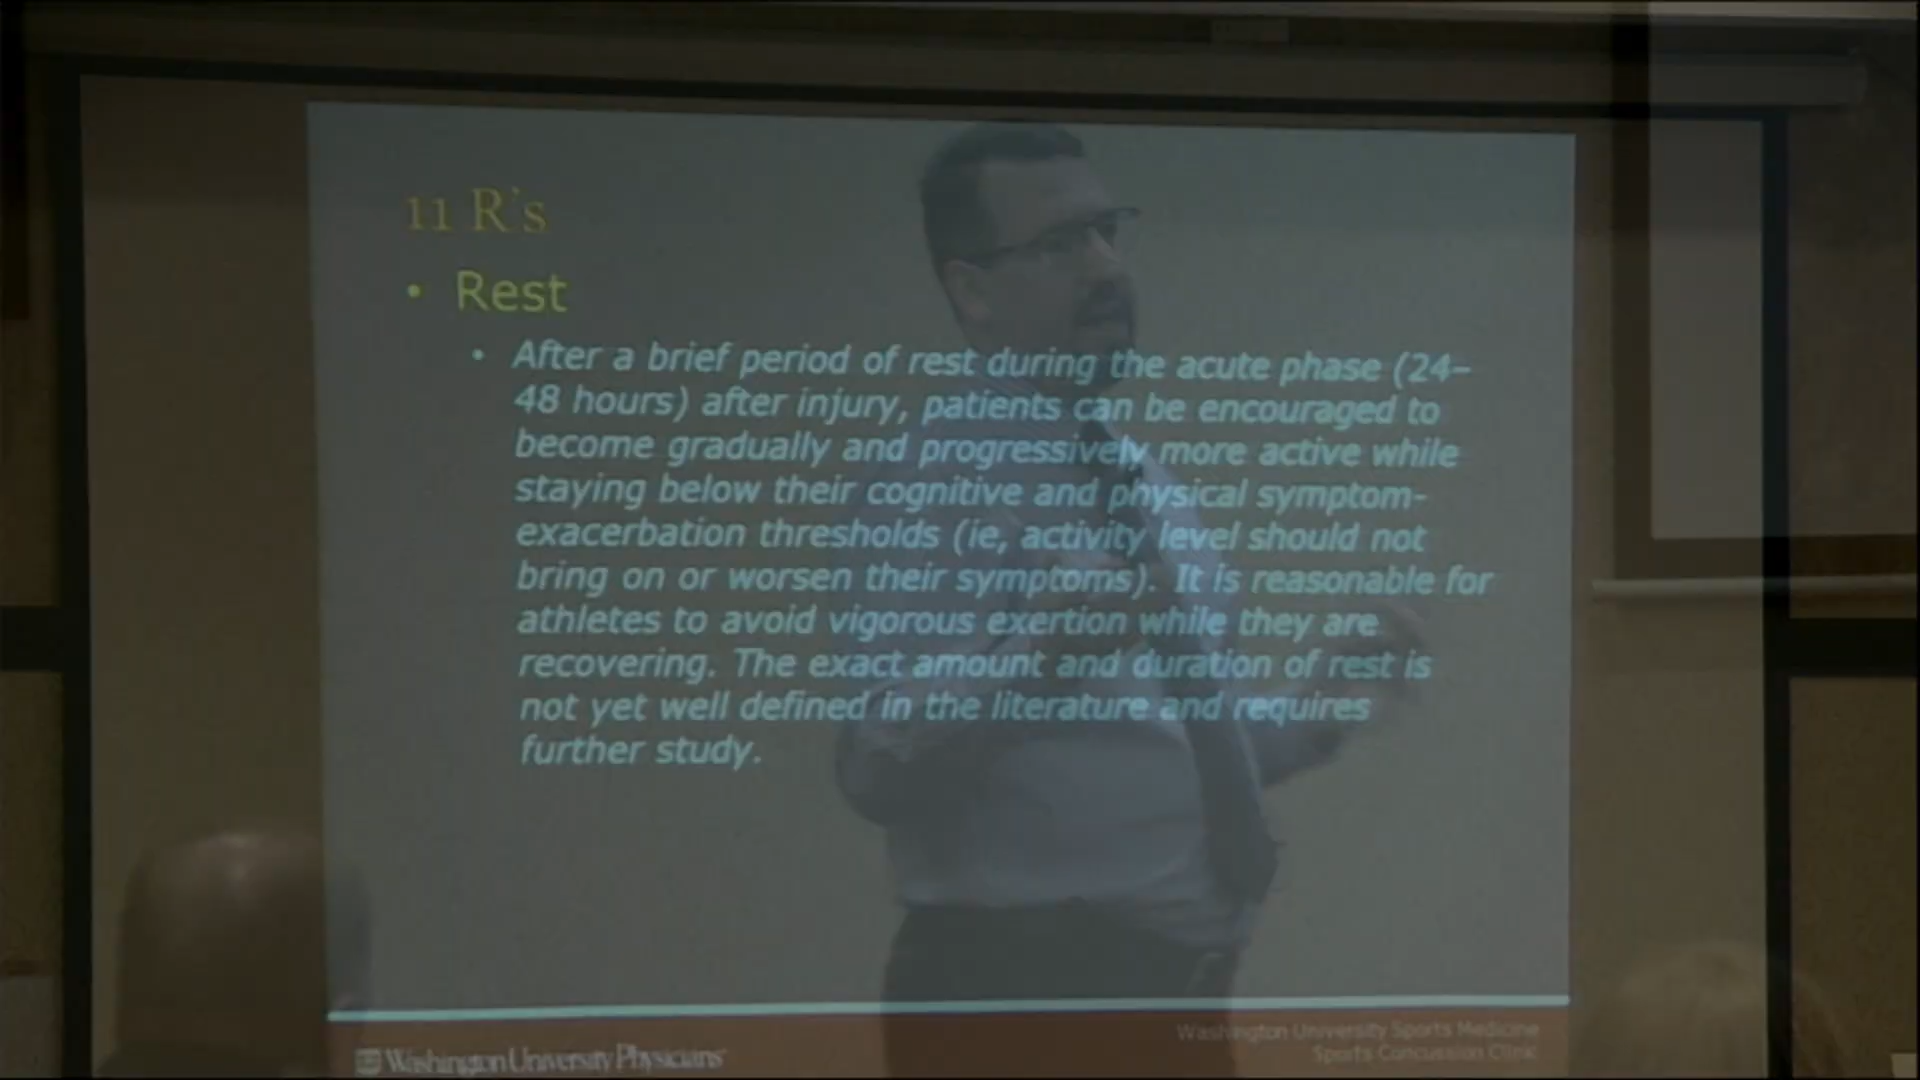 11 R's
• Rest
• After a brief period of rest during the acute phase (24–
48 hours) after injury, patients can be encouraged to
become gradually and progressively more active while
staying below their cognitive and physical symptom-
exacerbation thresholds (ie, activity level should not
bring on or worsen their symptoms). It is reasonable for
athletes to avoid vigorous exertion while they are
recovering. The exact amount and duration of rest is
not yet well defined in the literature and requires
further study.
Washington University Physicians
Washington University Sports Medicine
Sports Concussion Clinic